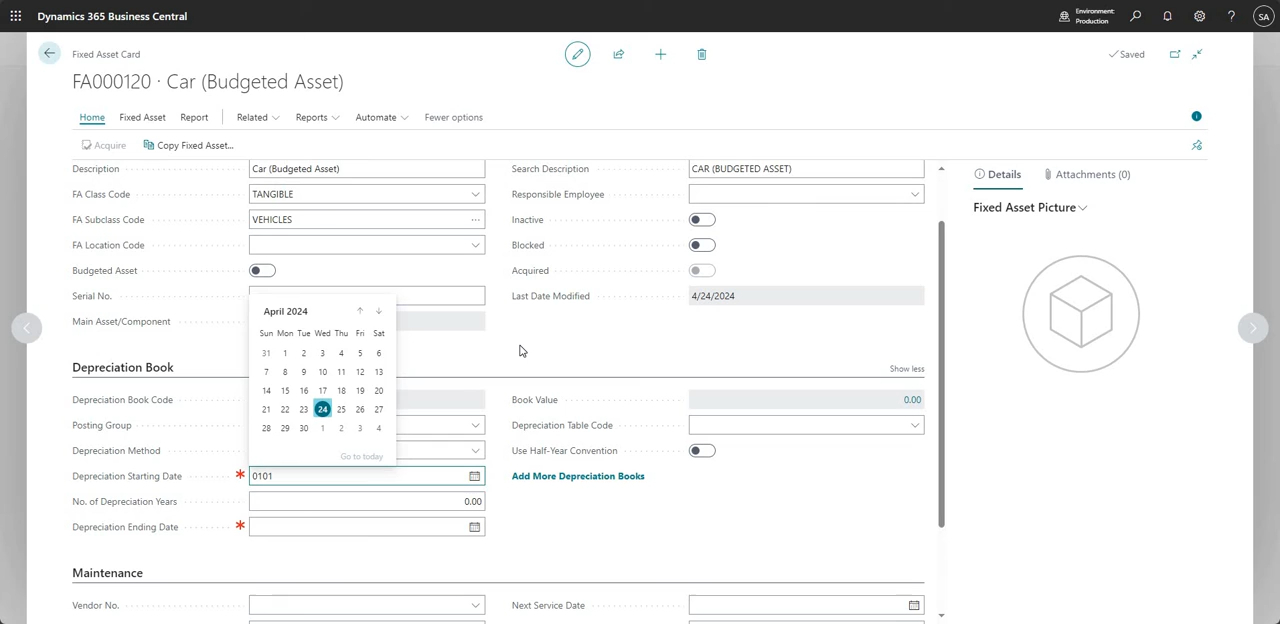 Dynamics 365 Business Central
Environment:
Production
?
SA
Fixed Asset Card
Saved
FA000120 · Car (Budgeted Asset)
Home
Fixed Asset
Report
Related
Reports
Automate
Fewer options
Acquire
Copy Fixed Asset...
Description
Car (Budgeted Asset)
Search Description
CAR (BUDGETED ASSET)
FA Class Code
TANGIBLE
Responsible Employee
FA Subclass Code
VEHICLES
Inactive
FA Location Code
Blocked
Budgeted Asset
Acquired
Serial No.
Last Date Modified
4/24/2024
Main Asset/Component
April 2024
Sun Mon Tue Wed Thu Fri Sat
31 1 2 3 4 5 6
7 8 9 10 11 12 13
14 15 16 17 18 19 20
21 22 23 24 25 26 27
28 29 30 1 2 3 4
Go to today
Depreciation Book
Show less
Depreciation Book Code
Book Value
0.00
Posting Group
Depreciation Table Code
Depreciation Method
Use Half-Year Convention
Depreciation Starting Date
* 0101
Add More Depreciation Books
No. of Depreciation Years
0.00
Depreciation Ending Date
*
Maintenance
Vendor No.
Next Service Date
Details
Attachments (0)
Fixed Asset Picture